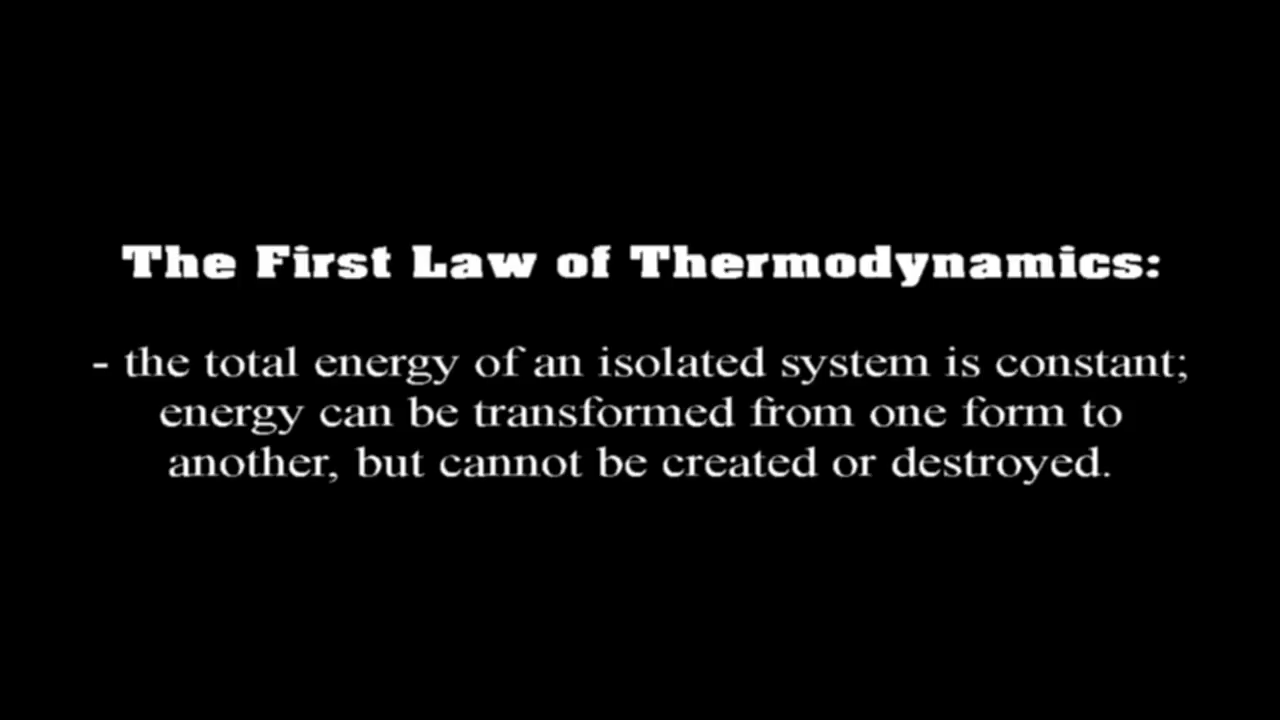 The First Law of Thermodynamics:
- the total energy of an isolated system is constant;
energy can be transformed from one form to
another, but cannot be created or destroyed.